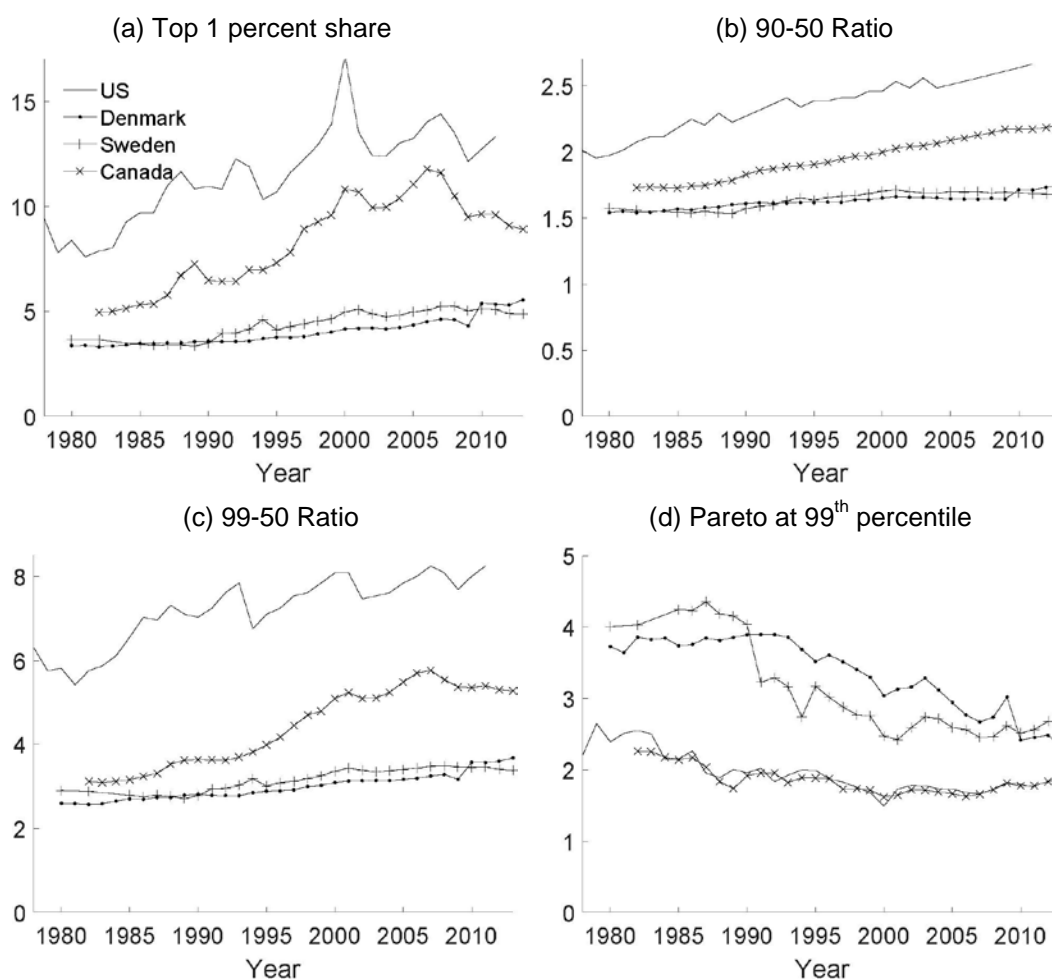 (a) Top 1 percent share
(b) 90-50 Ratio
15
10
5
0
US
Denmark
Sweden
Canada
1980 1985 1990 1995 2000 2005 2010
Year
2.5
2
1.5
1
0.5
0
1980 1985 1990 1995 2000 2005 2010
Year
(c) 99-50 Ratio
(d) Pareto at 99th percentile
8
6
4
2
0
1980 1985 1990 1995 2000 2005 2010
Year
5
4
3
2
1
0
1980 1985 1990 1995 2000 2005 2010
Year